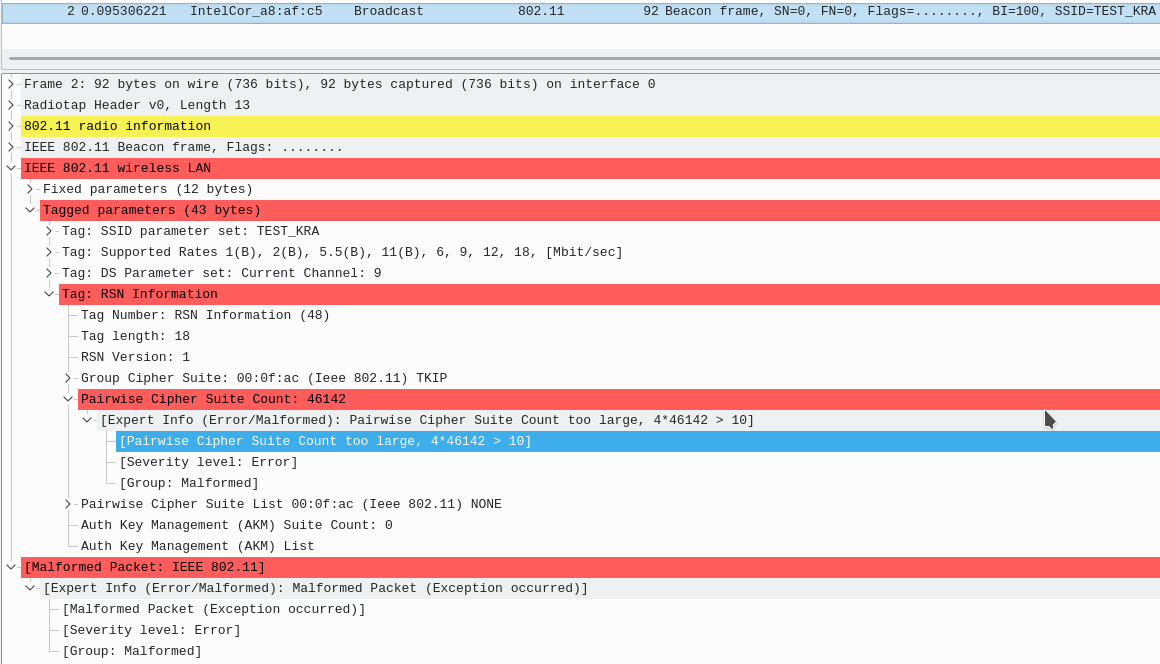 2 0.095306221 IntelCor_a8:af:c5 Broadcast 802.11 92 Beacon frame, SN=0, FN=0, Flags=........, BI=100, SSID=TEST_KRA
Frame 2: 92 bytes on wire (736 bits), 92 bytes captured (736 bits) on interface 0
Radiotap Header v0, Length 13
802.11 radio information
IEEE 802.11 Beacon frame, Flags: ........
IEEE 802.11 wireless LAN
Fixed parameters (12 bytes)
Tagged parameters (43 bytes)
Tag: SSID parameter set: TEST_KRA
Tag: Supported Rates 1(B), 2(B), 5.5(B), 11(B), 6, 9, 12, 18, [Mbit/sec]
Tag: DS Parameter set: Current Channel: 9
Tag: RSN Information
Tag Number: RSN Information (48)
Tag length: 18
RSN Version: 1
Group Cipher Suite: 00:0f:ac (Ieee 802.11) TKIP
Pairwise Cipher Suite Count: 46142
[Expert Info (Error/Malformed): Pairwise Cipher Suite Count too large, 4*46142 > 10]
[Pairwise Cipher Suite Count too large, 4*46142 > 10]
[Severity level: Error]
[Group: Malformed]
Pairwise Cipher Suite List 00:0f:ac (Ieee 802.11) NONE
Auth Key Management (AKM) Suite Count: 0
Auth Key Management (AKM) List
[Malformed Packet: IEEE 802.11]
[Expert Info (Error/Malformed): Malformed Packet (Exception occurred)]
[Malformed Packet (Exception occurred)]
[Severity level: Error]
[Group: Malformed]